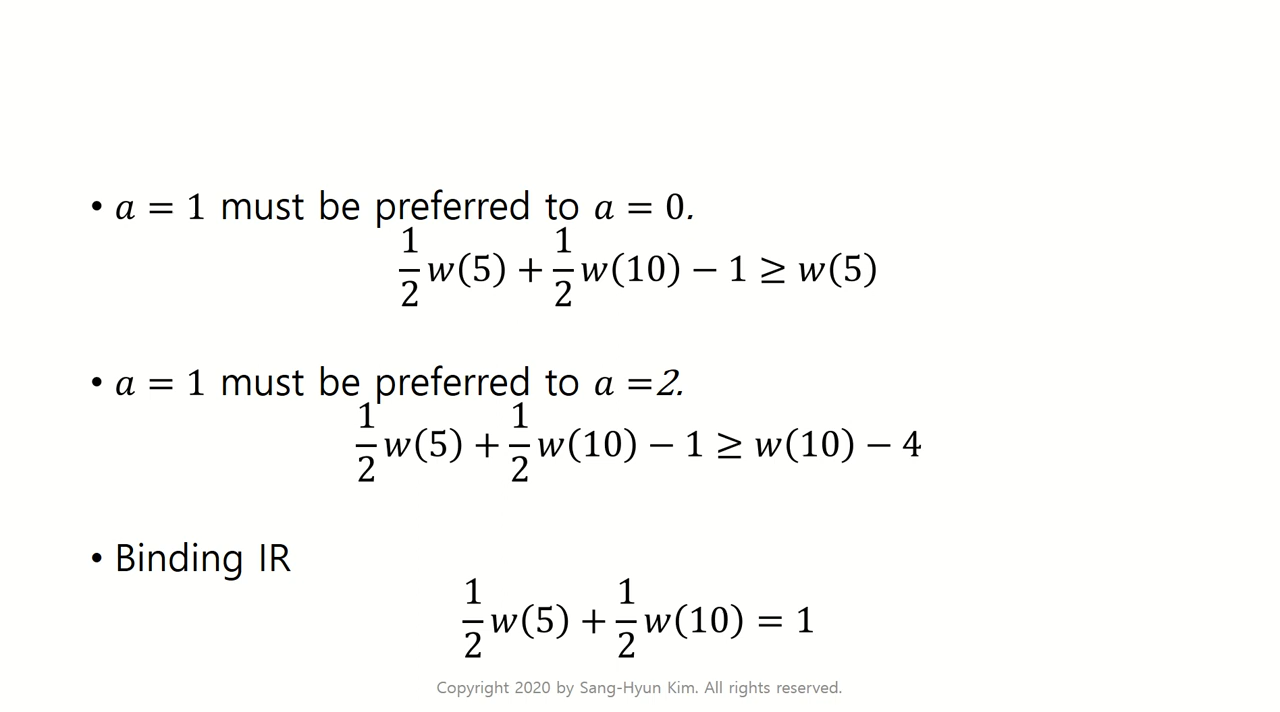 • a = 1 must be preferred to a = 0.
1/2 w(5) + 1/2 w(10) − 1 ≥ w(5)
• a = 1 must be preferred to a =2.
1/2 w(5) + 1/2 w(10) − 1 ≥ w(10) − 4
• Binding IR
1/2 w(5) + 1/2 w(10) = 1
Copyright 2020 by Sang-Hyun Kim. All rights reserved.